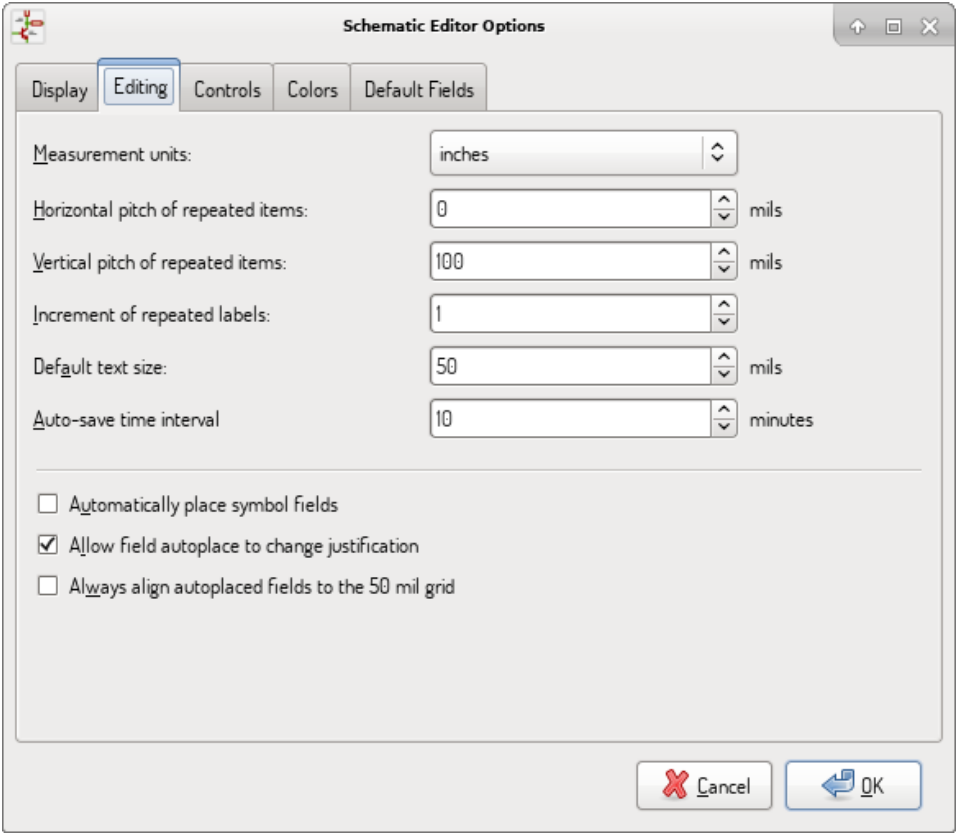 Schematic Editor Options
Display Editing Controls Colors Default Fields
Measurement units: inches
Horizontal pitch of repeated items: 0 mils
Vertical pitch of repeated items: 100 mils
Increment of repeated labels: 1
Default text size: 50 mils
Auto-save time interval 10 minutes
Automatically place symbol fields
Allow field autoplace to change justification
Always align autoplaced fields to the 50 mil grid
Cancel OK